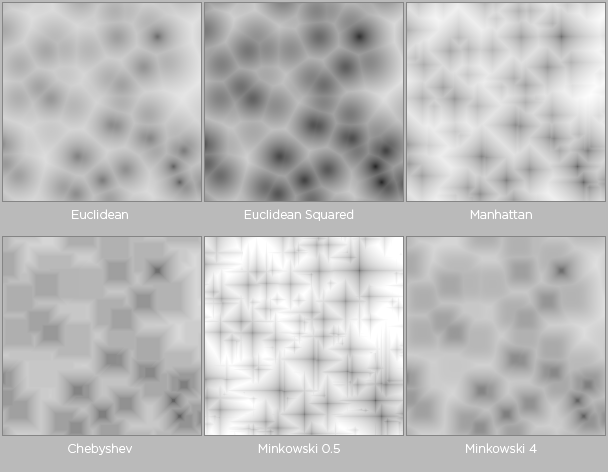 Euclidean
Euclidean Squared
Manhattan
Chebyshev
Minkowski 0.5
Minkowski 4